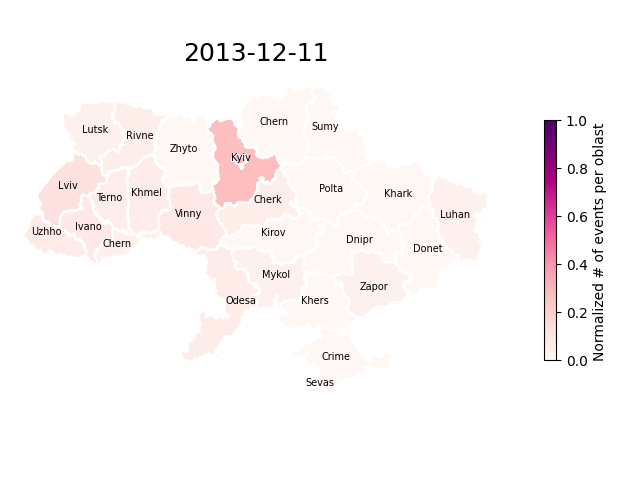 2013-12-11
Chern
Sumy
Lutsk
Rivne
Zhyto
Kyiv
Lviv
Terno
Khmel
Vinny
Cherk
Polta
Khark
Luhan
Uzhho
Ivano
Chern
Kirov
Dnipr
Donet
Mykol
Zapor
Odesa
Khers
Crime
Sevas
1.0
0.8
0.6
0.4
0.2
0.0
Normalized # of events per oblast